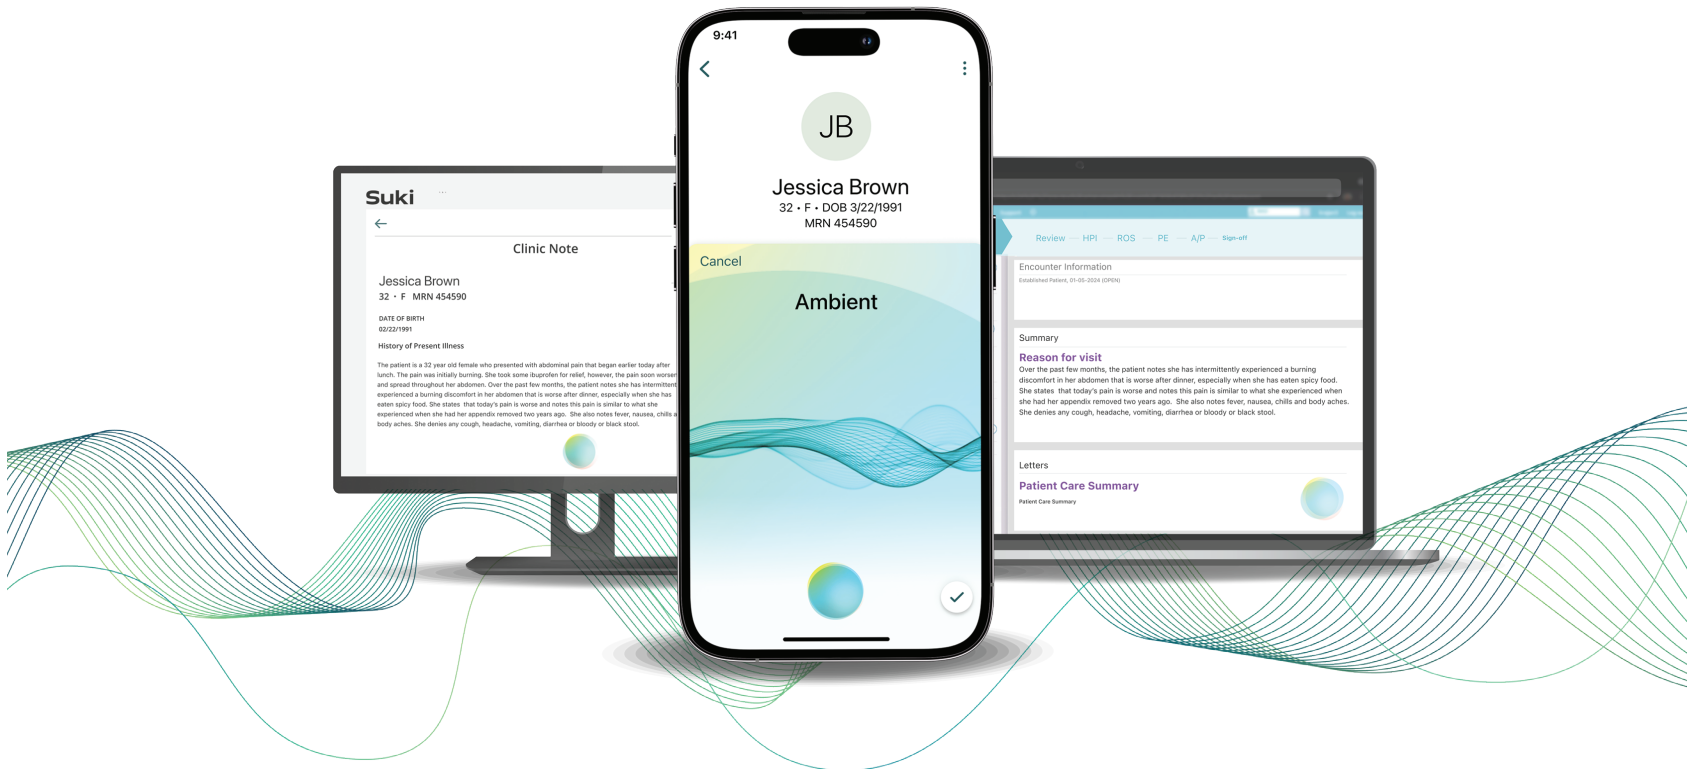 Suki
Clinic Note
Jessica Brown
32 • F MRN 454590
DATE OF BIRTH
02/22/1991
History of Present Illness
The patient is a 32 year old female who presented with abdominal pain that began earlier today after
lunch. The pain was initially burning. She took some ibuprofen for relief, however, the pain soon worsen
and spread throughout her abdomen. Over the past few months, the patient notes she has intermittent
experienced a burning discomfort in her abdomen that is worse after dinner, especially when she has
eaten spicy food. She states that today's pain is worse and notes this pain is similar to what she
experienced when she had her appendix removed two years ago. She also notes fever, nausea, chills a
body aches. She denies any cough, headache, vomiting, diarrhea or bloody or black stool.
9:41
JB
Jessica Brown
32 • F • DOB 3/22/1991
MRN 454590
Cancel
Ambient
Review HPI ROS PE A/P Sign-off
Encounter Information
Established Patient, 01-05-2024 (OPEN)
Summary
Reason for visit
Over the past few months, the patient notes she has intermittently experienced a burning
discomfort in her abdomen that is worse after dinner, especially when she has eaten spicy food.
She states that today's pain is worse and notes this pain is similar to what she experienced when
she had her appendix removed two years ago. She also notes fever, nausea, chills and body aches.
She denies any cough, headache, vomiting, diarrhea or bloody or black stool.
Letters
Patient Care Summary
Patient Care Summary